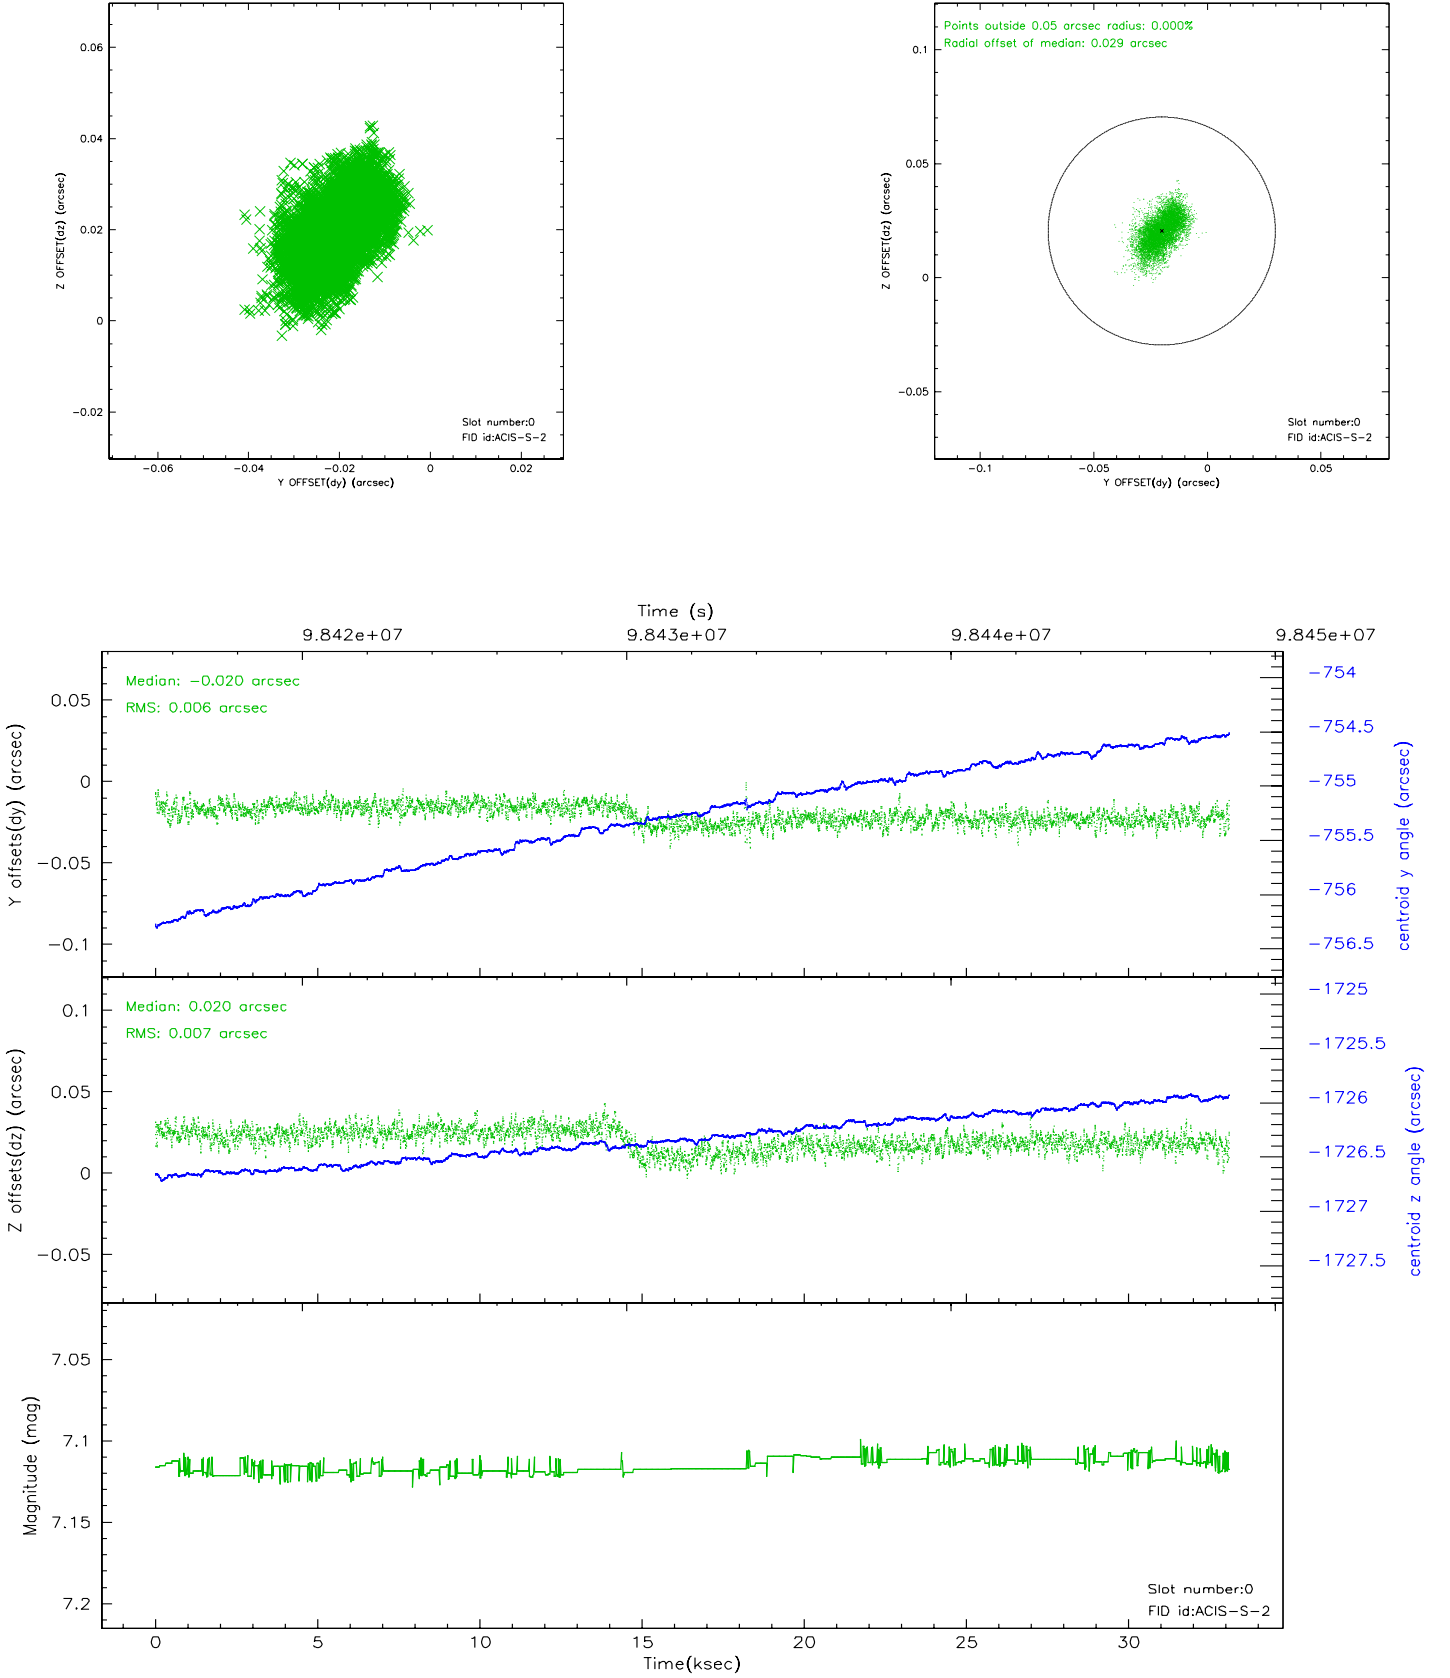 0.06
0.04
0.02
0
−0.02
Z OFFSET(dz) (arcsec)
Slot number:0
FID id:ACIS−S−2
−0.06 −0.04 −0.02 0 0.02
Y OFFSET(dy) (arcsec)
Points outside 0.05 arcsec radius: 0.000%
Radial offset of median: 0.029 arcsec
0.1
0.05
0
−0.05
Z OFFSET(dz) (arcsec)
Slot number:0
FID id:ACIS−S−2
−0.1 −0.05 0 0.05
Y OFFSET(dy) (arcsec)
Time (s)
9.842e+07 9.843e+07 9.844e+07 9.845e+07
Median: −0.020 arcsec
RMS: 0.006 arcsec
0.05
0
−0.05
−0.1
Y offsets(dy) (arcsec)
−754
−754.5
−755
−755.5
−756
−756.5
centroid y angle (arcsec)
Median: 0.020 arcsec
RMS: 0.007 arcsec
0.1
0.05
0
−0.05
Z offsets(dz) (arcsec)
−1725
−1725.5
−1726
−1726.5
−1727
−1727.5
centroid z angle (arcsec)
7.05
7.1
7.15
7.2
Magnitude (mag)
Slot number:0
FID id:ACIS−S−2
0 5 10 15 20 25 30
Time(ksec)